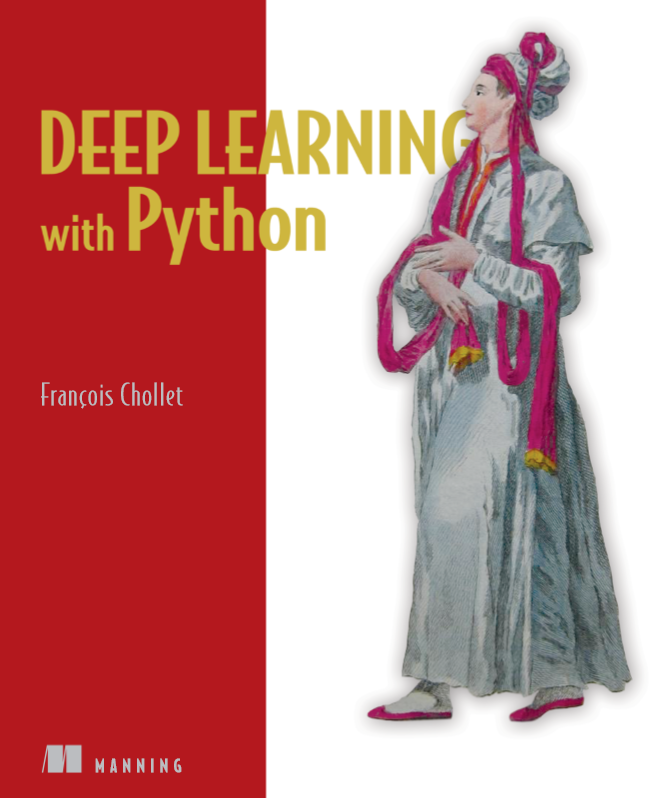 DEEP LEARNING
with Python
François Chollet
MANNING